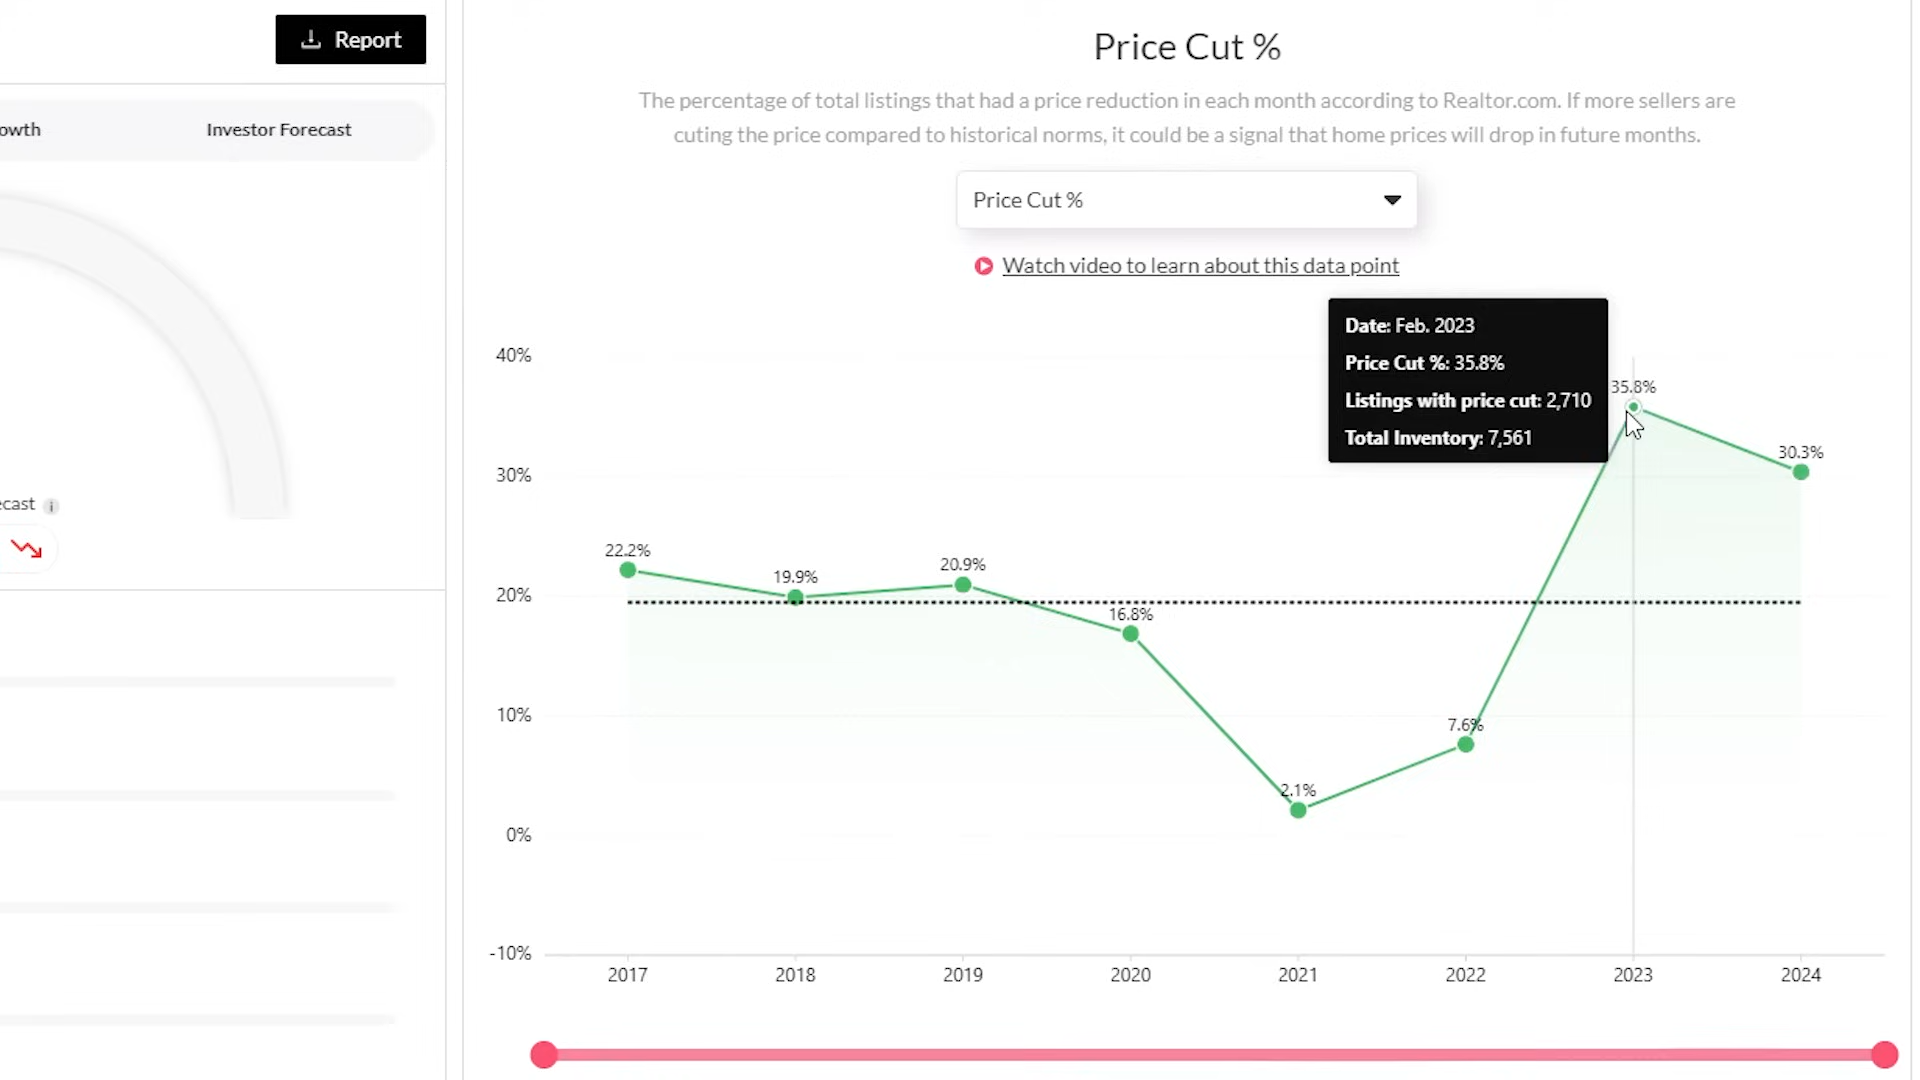 Report
owth
Investor Forecast
ecast
Price Cut %
The percentage of total listings that had a price reduction in each month according to Realtor.com. If more sellers are
cuting the price compared to historical norms, it could be a signal that home prices will drop in future months.
Price Cut %
Watch video to learn about this data point
Date: Feb. 2023
Price Cut %: 35.8%
Listings with price cut: 2,710
Total Inventory: 7,561
40%
30%
20%
10%
0%
-10%
22.2%
19.9%
20.9%
16.8%
2.1%
7.6%
35.8%
30.3%
2017
2018
2019
2020
2021
2022
2023
2024